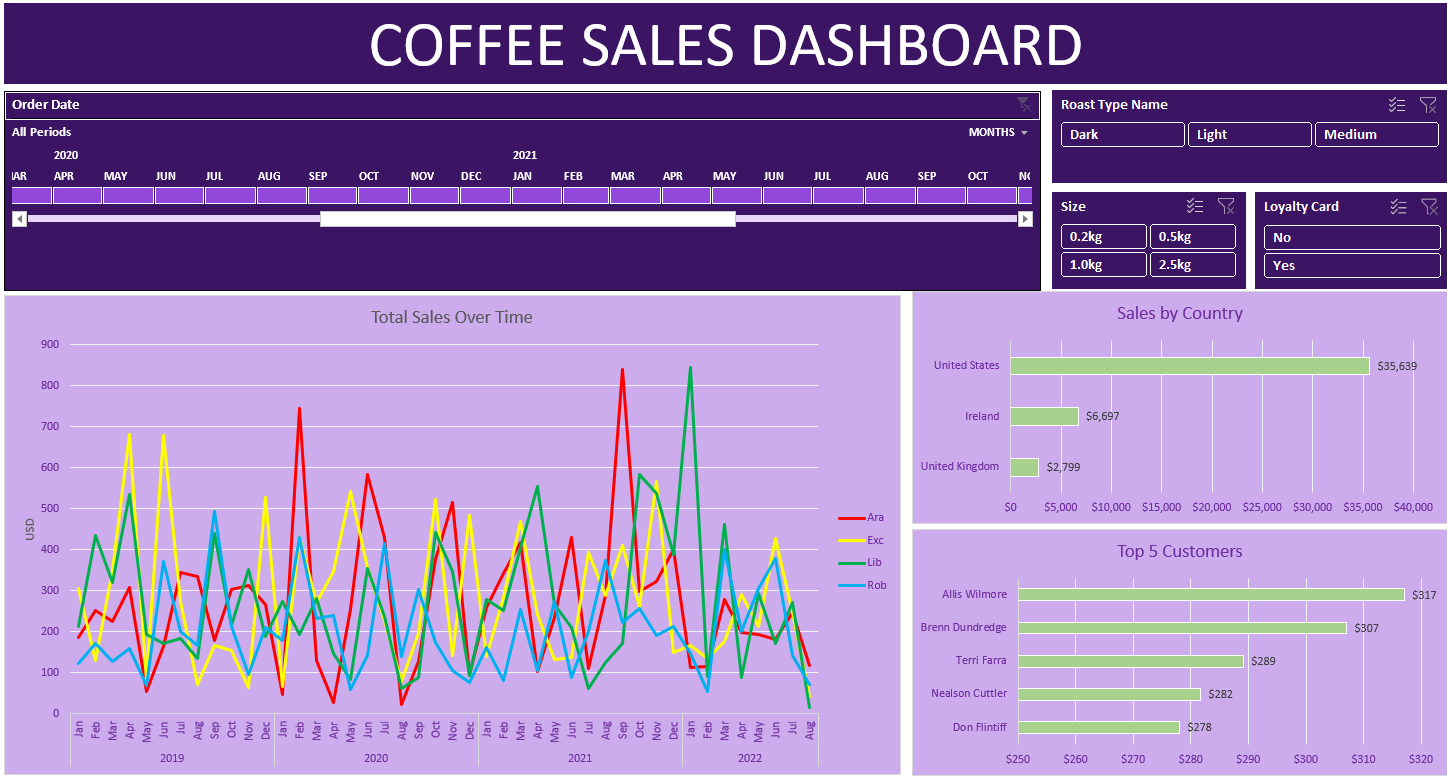 COFFEE SALES DASHBOARD
Order Date
All Periods
MONTHS
2020 2021
AR APR MAY JUN JUL AUG SEP OCT NOV DEC JAN FEB MAR APR MAY JUN JUL AUG SEP OCT NO
Roast Type Name
Dark Light Medium
Size
0.2kg 0.5kg
1.0kg 2.5kg
Loyalty Card
No
Yes
Total Sales Over Time
900
800
700
600
500
400
300
200
100
0
USD
Jan Feb Mar Apr May Jun Jul Aug Sep Oct Nov Dec Jan Feb Mar Apr May Jun Jul Aug Sep Oct Nov Dec Jan Feb Mar Apr May Jun Jul Aug Sep Oct Nov Dec Jan Feb Mar Apr May Jun Jul Aug
2019 2020 2021 2022
Ara
Exc
Lib
Rob
Sales by Country
United States $35,639
Ireland $6,697
United Kingdom $2,799
$0 $5,000 $10,000 $15,000 $20,000 $25,000 $30,000 $35,000 $40,000
Top 5 Customers
Allis Wilmore $317
Brenn Dundredge $307
Terri Farra $289
Nealson Cuttler $282
Don Flintiff $278
$250 $260 $270 $280 $290 $300 $310 $320